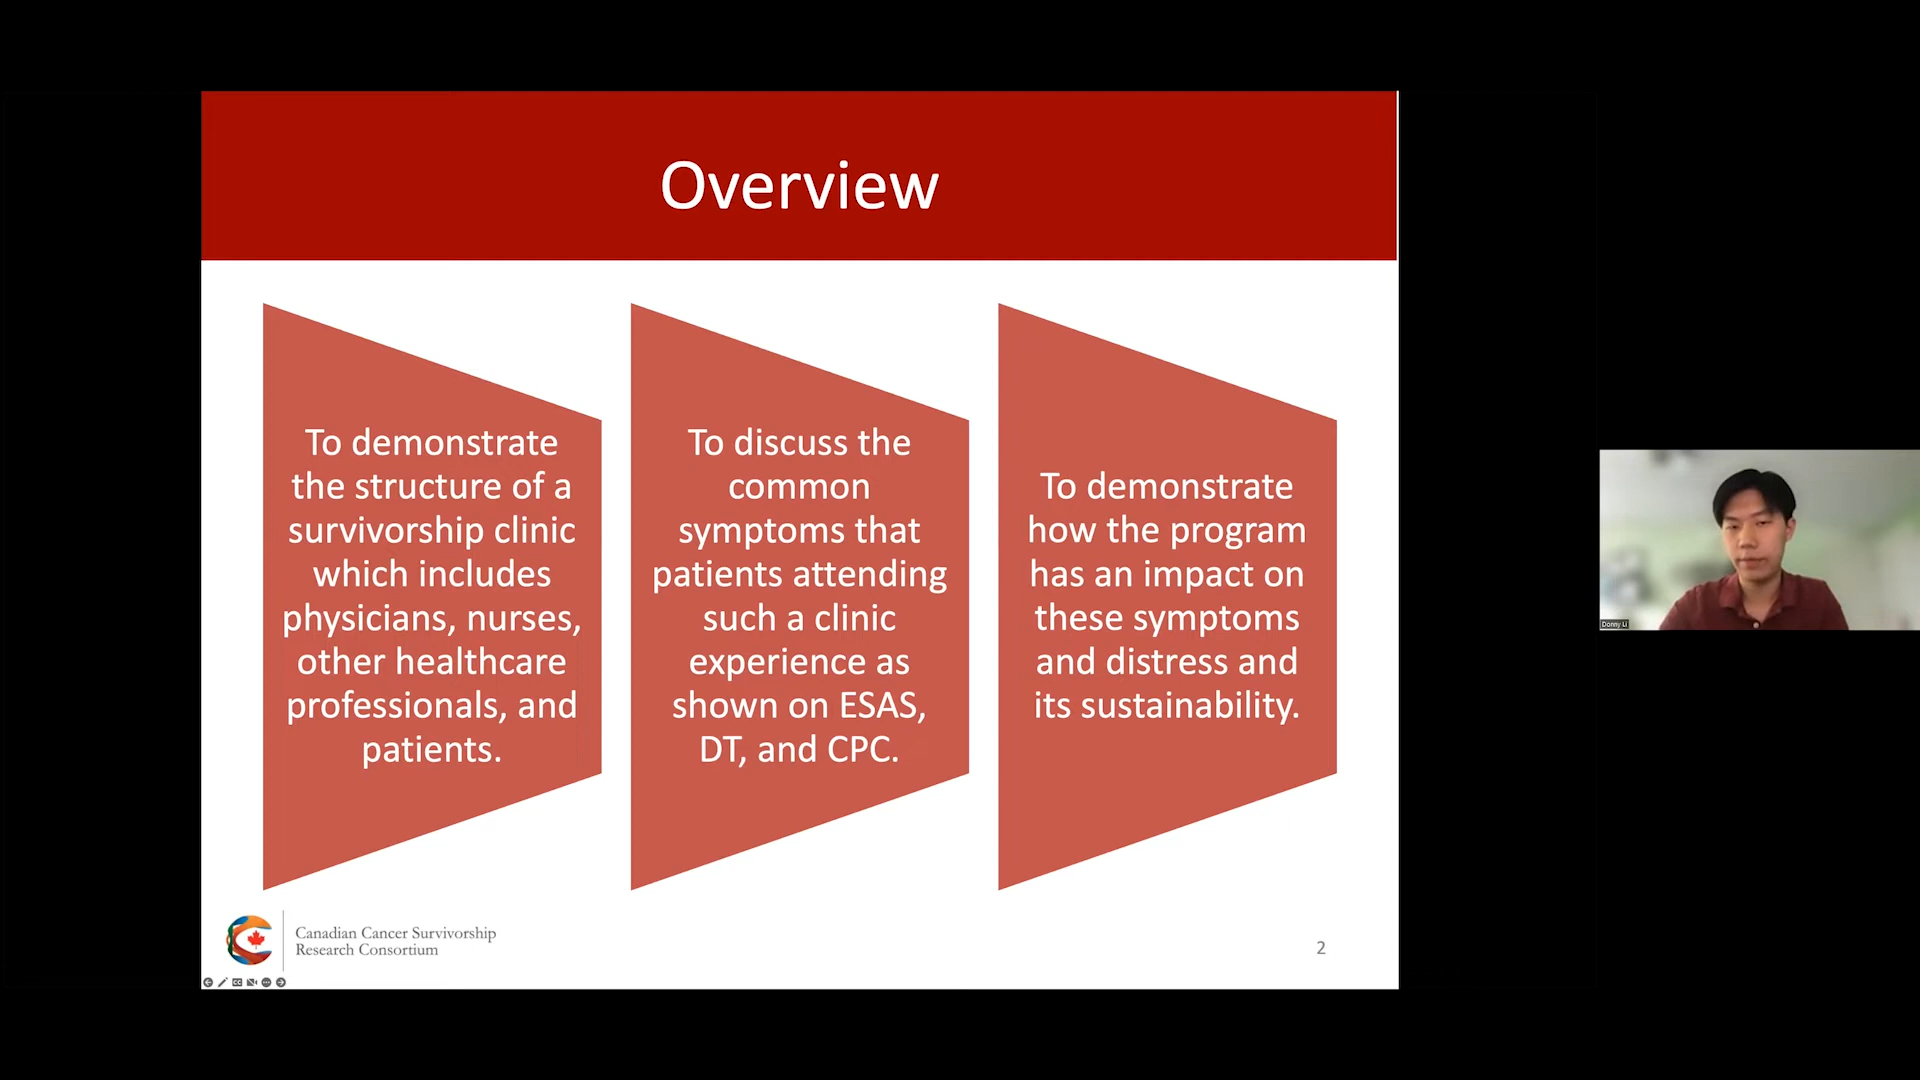 Overview
To demonstrate
the structure of a
survivorship clinic
which includes
physicians, nurses,
other healthcare
professionals, and
patients.
To discuss the
common
symptoms that
patients attending
such a clinic
experience as
shown on ESAS,
DT, and CPC.
To demonstrate
how the program
has an impact on
these symptoms
and distress and
its sustainability.
Canadian Cancer Survivorship
Research Consortium
2
Donny Li